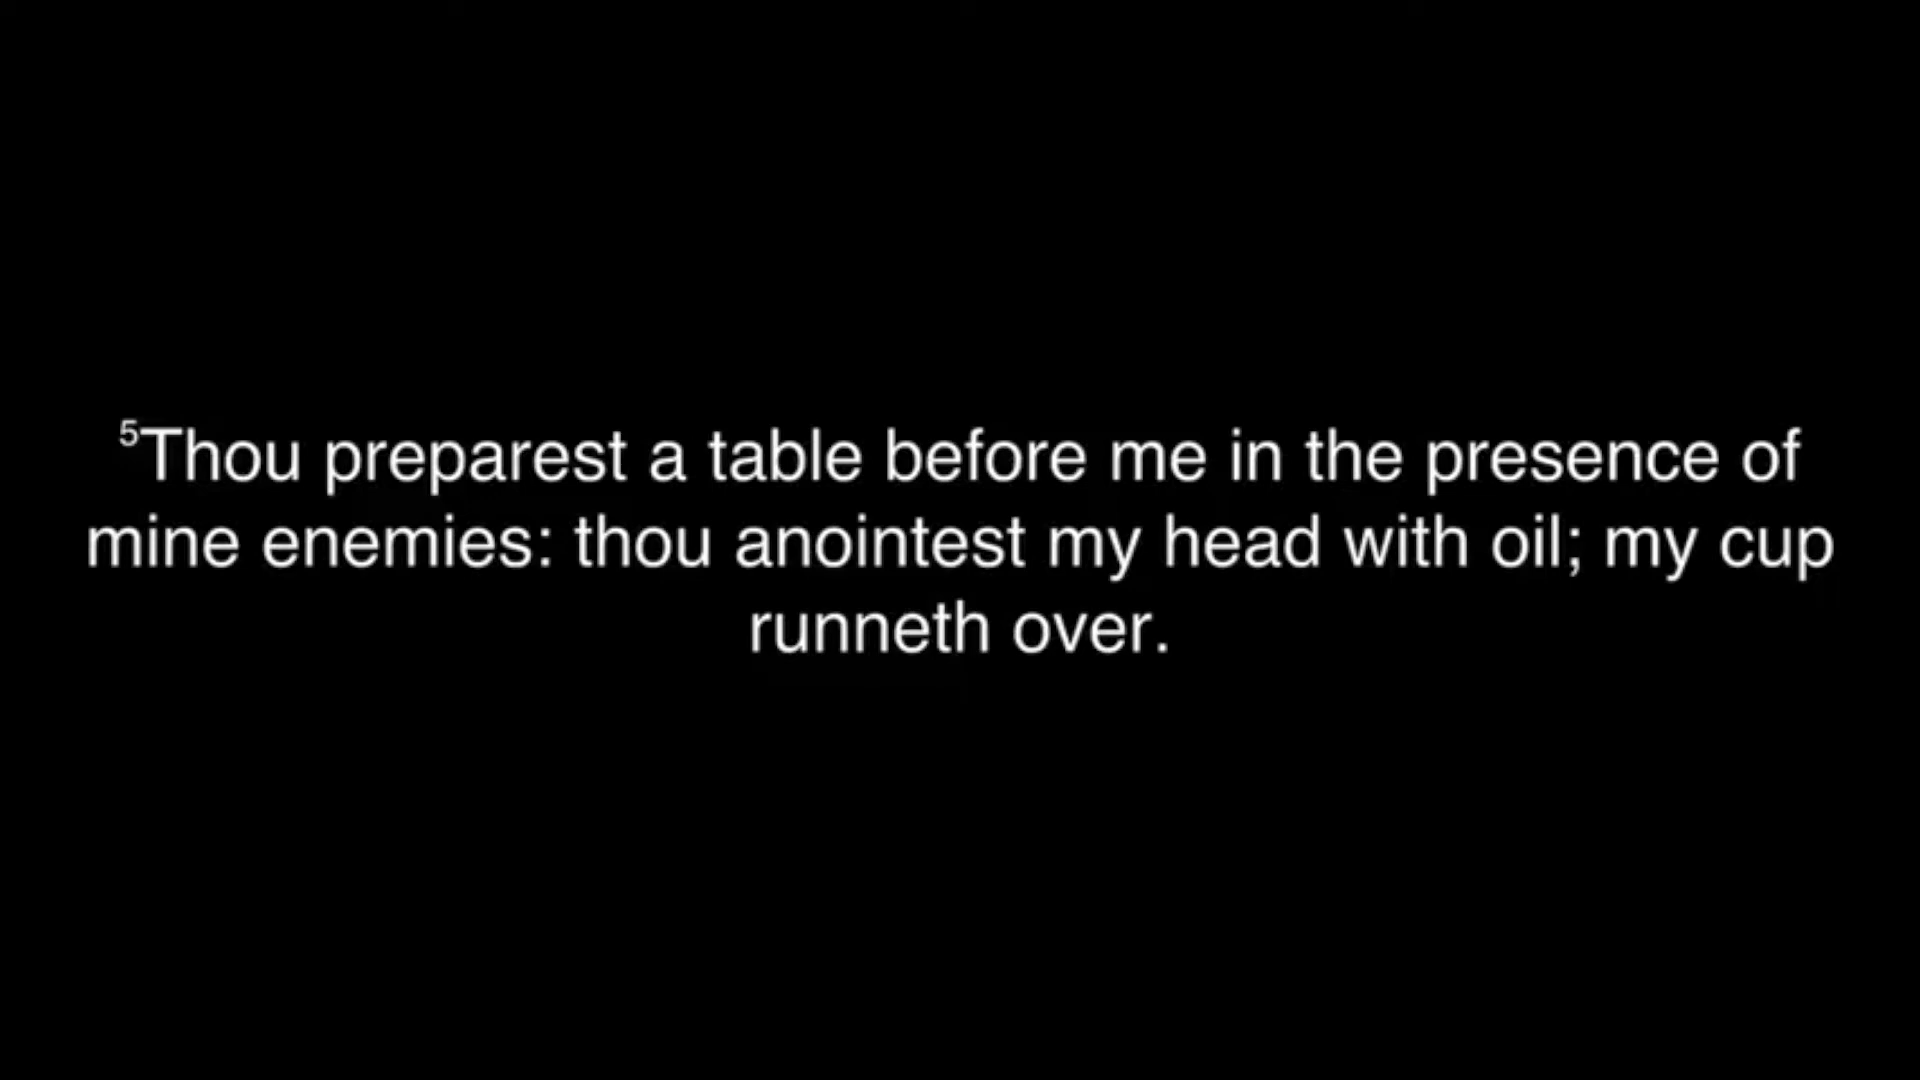 ⁵Thou preparest a table before me in the presence of
mine enemies: thou anointest my head with oil; my cup
runneth over.